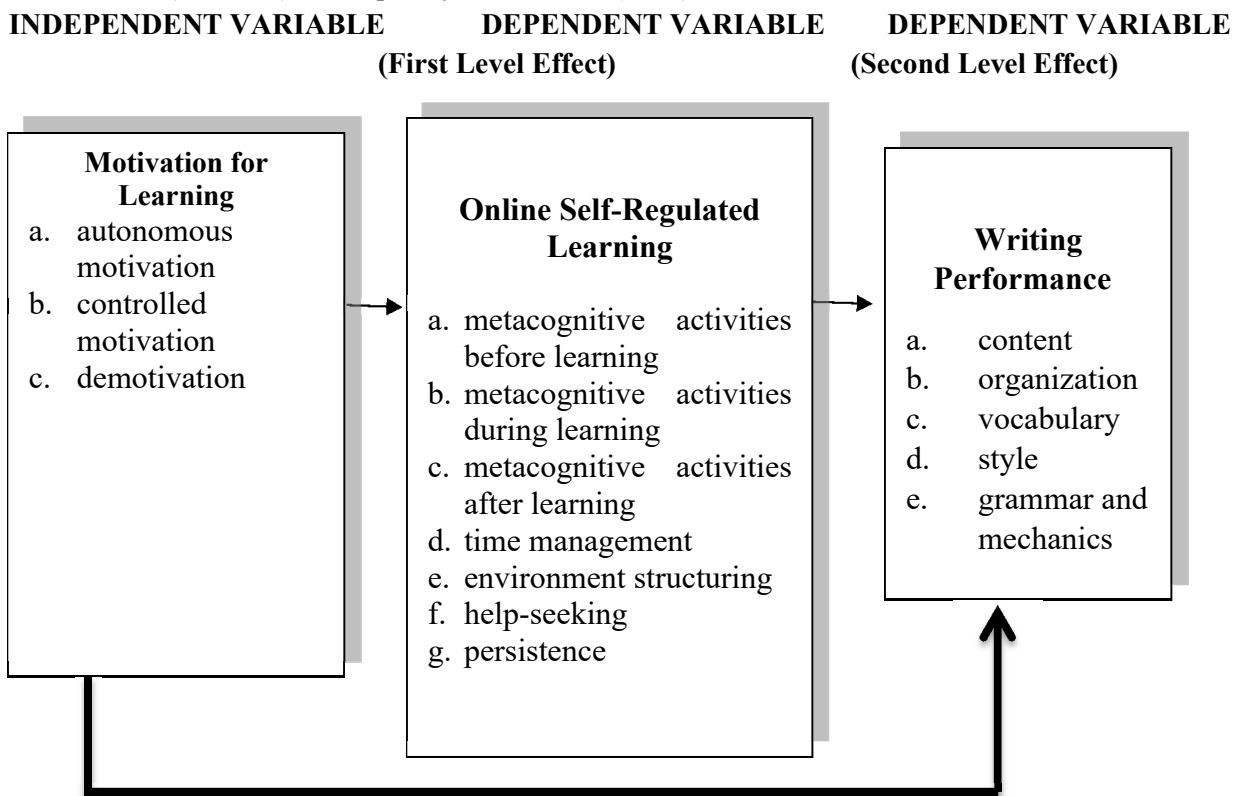 INDEPENDENT VARIABLE DEPENDENT VARIABLE DEPENDENT VARIABLE
(First Level Effect) (Second Level Effect)
Motivation for
Learning
a. autonomous
motivation
b. controlled
motivation
c. demotivation
Online Self-Regulated
Learning
a. metacognitive activities
before learning
b. metacognitive activities
during learning
c. metacognitive activities
after learning
d. time management
e. environment structuring
f. help-seeking
g. persistence
Writing
Performance
a. content
b. organization
c. vocabulary
d. style
e. grammar and
mechanics